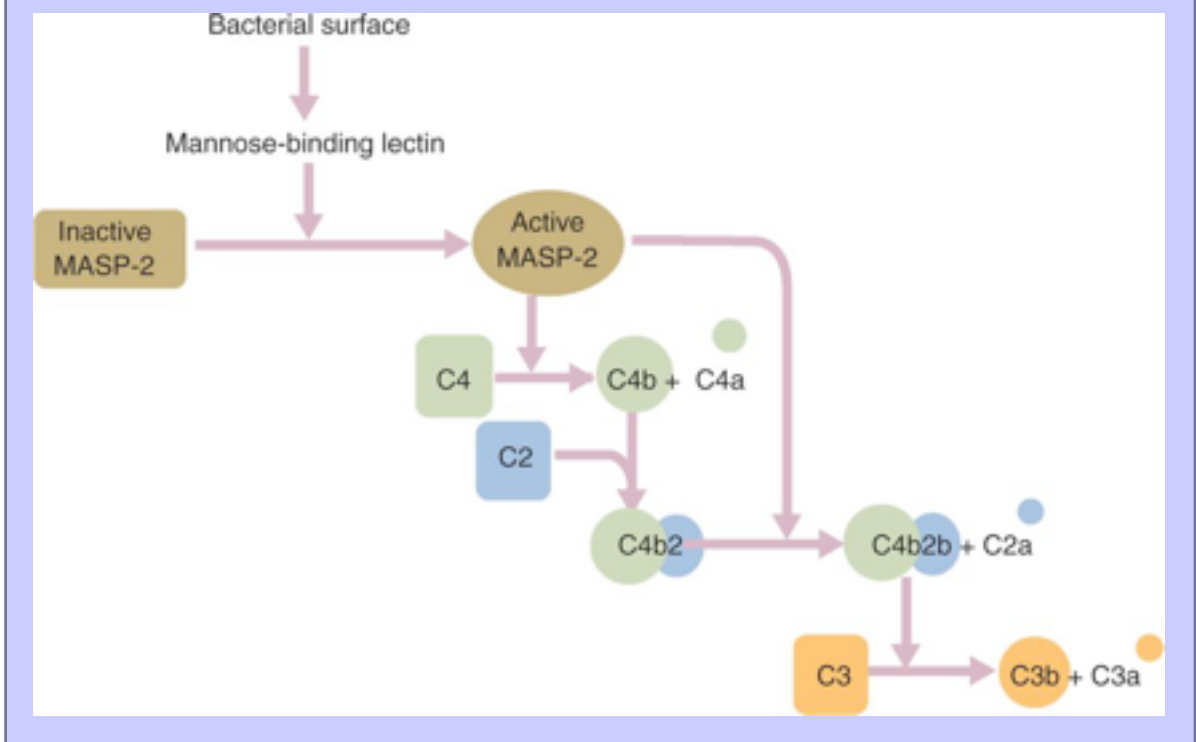 Bacterial surface
Mannose-binding lectin
Inactive
MASP-2
Active
MASP-2
C4
C4b + C4a
C2
C4b2
C4b2b + C2a
C3
C3b + C3a